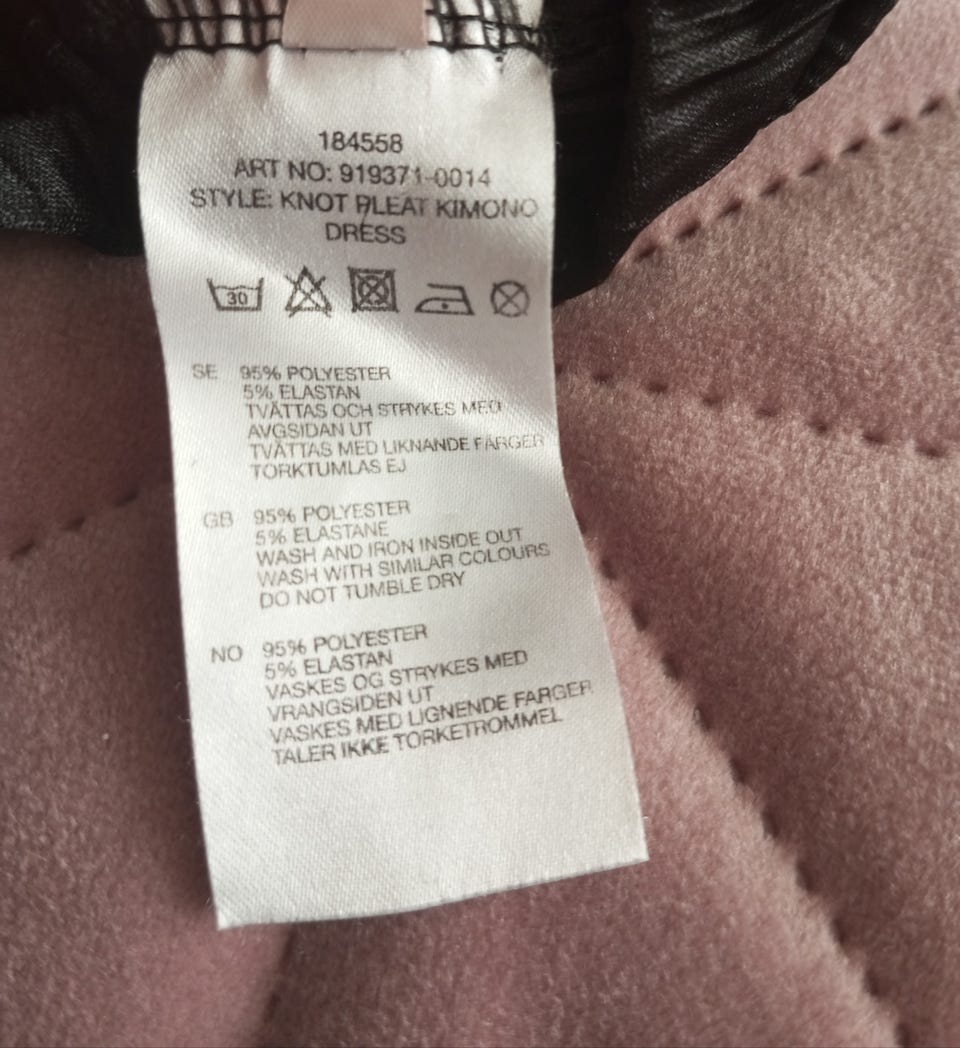 184558
ART NO: 919371-0014
STYLE: KNOT PLEAT KIMONO
DRESS
30
SE 95% POLYESTER
5% ELASTAN
TVÄTTAS OCH STRYKES MED
AVGSIDAN UT
TVÄTTAS MED LIKNANDE FÄRGER
TORKTUMLAS EJ
GB 95% POLYESTER
5% ELASTANE
WASH AND IRON INSIDE OUT
WASH WITH SIMILAR COLOURS
DO NOT TUMBLE DRY
NO 95% POLYESTER
5% ELASTAN
VASKES OG STRYKES MED
VRANGSIDEN UT
VASKES MED LIGNENDE FARGER
TALER IKKE TORKETROMMEL